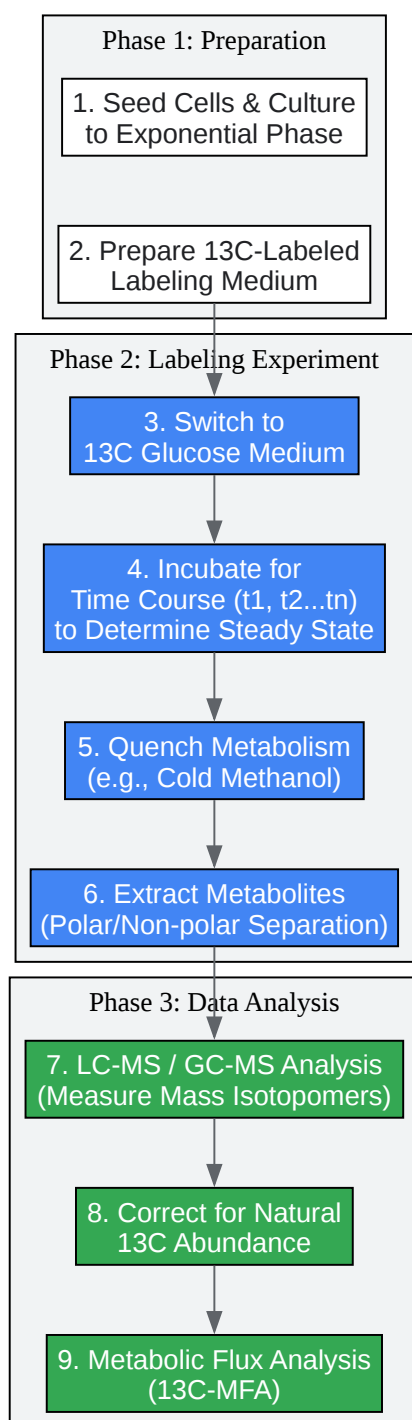 Phase 1: Preparation
1. Seed Cells & Culture
to Exponential Phase
2. Prepare 13C-Labeled
Labeling Medium
Phase 2: Labeling Experiment
3. Switch to
13C Glucose Medium
4. Incubate for
Time Course (t1, t2...tn)
to Determine Steady State
5. Quench Metabolism
(e.g., Cold Methanol)
6. Extract Metabolites
(Polar/Non-polar Separation)
Phase 3: Data Analysis
7. LC-MS / GC-MS Analysis
(Measure Mass Isotopomers)
8. Correct for Natural
13C Abundance
9. Metabolic Flux Analysis
(13C-MFA)